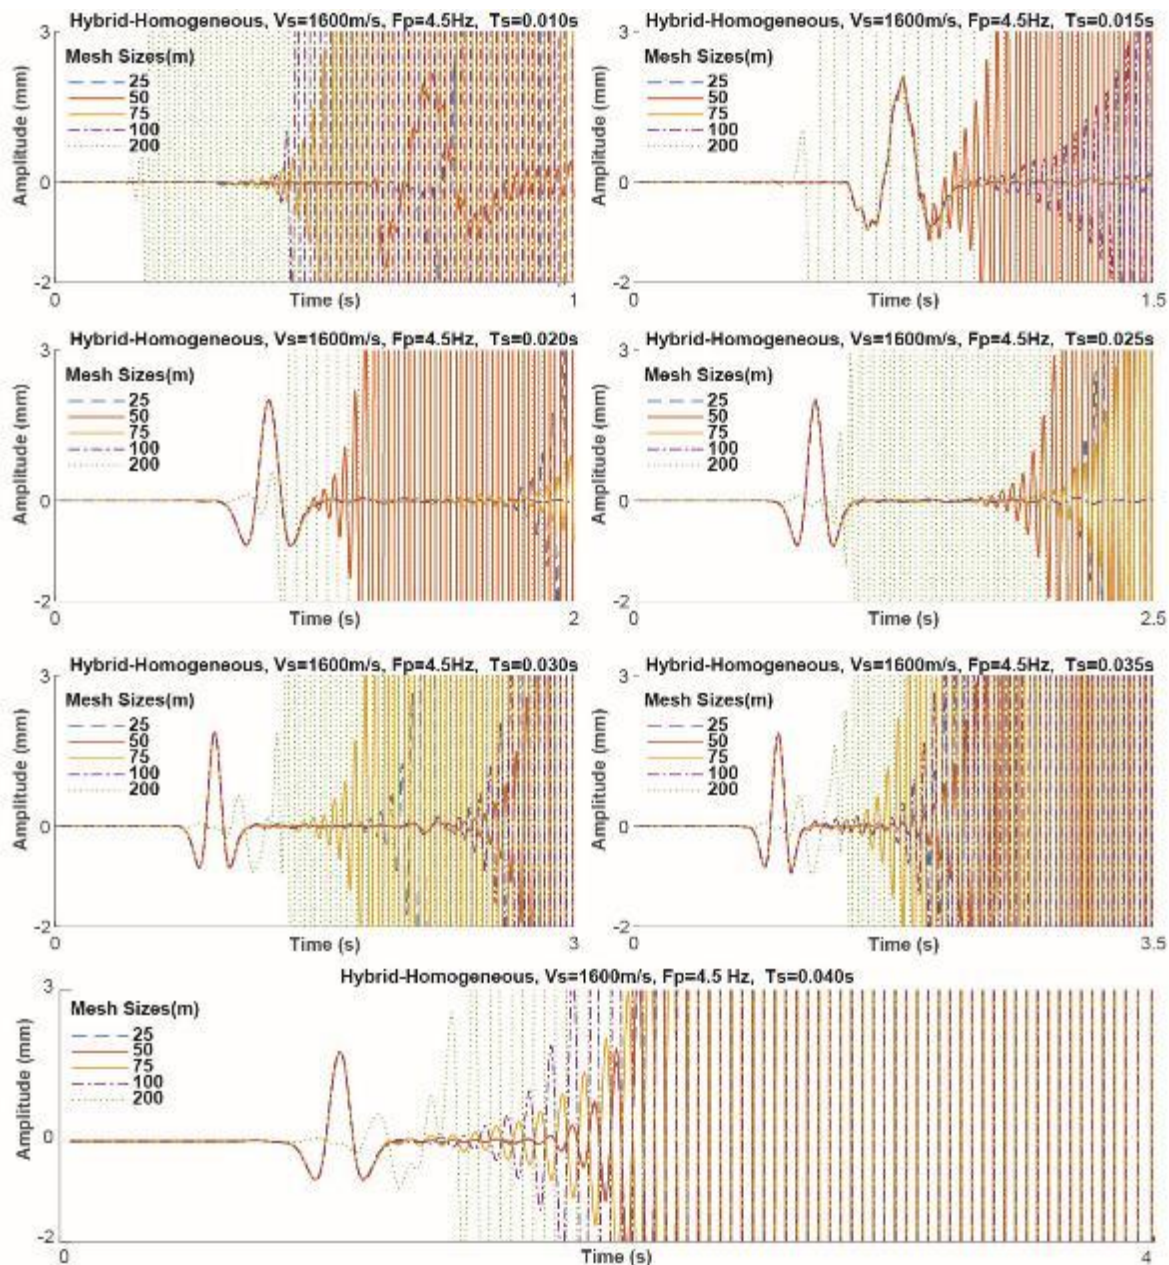 Hybrid-Homogeneous, Vs=1600m/s, Fp=4.5Hz, Ts=0.010s
3
Mesh Sizes(m)
25
50
75
100
200
Amplitude (mm)
0
-2
0
Time (s)
1
Hybrid-Homogeneous, Vs=1600m/s, Fp=4.5Hz, Ts=0.015s
3
Mesh Sizes(m)
25
50
75
100
200
Amplitude (mm)
0
-2
0
Time (s)
1.5
Hybrid-Homogeneous, Vs=1600m/s, Fp=4.5Hz, Ts=0.020s
3
Mesh Sizes(m)
25
50
75
100
200
Amplitude (mm)
0
-2
0
Time (s)
2
Hybrid-Homogeneous, Vs=1600m/s, Fp=4.5Hz, Ts=0.025s
3
Mesh Sizes(m)
25
50
75
100
200
Amplitude (mm)
0
-2
0
Time (s)
2.5
Hybrid-Homogeneous, Vs=1600m/s, Fp=4.5Hz, Ts=0.030s
3
Mesh Sizes(m)
25
50
75
100
200
Amplitude (mm)
0
-2
0
Time (s)
3
Hybrid-Homogeneous, Vs=1600m/s, Fp=4.5Hz, Ts=0.035s
3
Mesh Sizes(m)
25
50
75
100
200
Amplitude (mm)
0
-2
0
Time (s)
3.5
Hybrid-Homogeneous, Vs=1600m/s, Fp=4.5 Hz, Ts=0.040s
3
Mesh Sizes(m)
25
50
75
100
200
Amplitude (mm)
0
-2
0
Time (s)
4